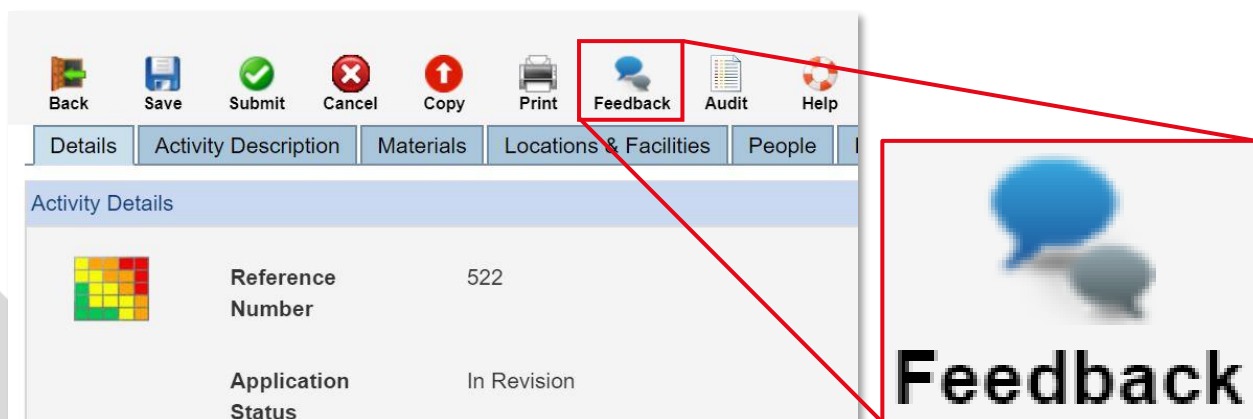 Back Save Submit Cancel Copy Print Feedback Audit Help
Details Activity Description Materials Locations & Facilities People
Activity Details
Reference 522
Number
Application In Revision
Status
Feedback